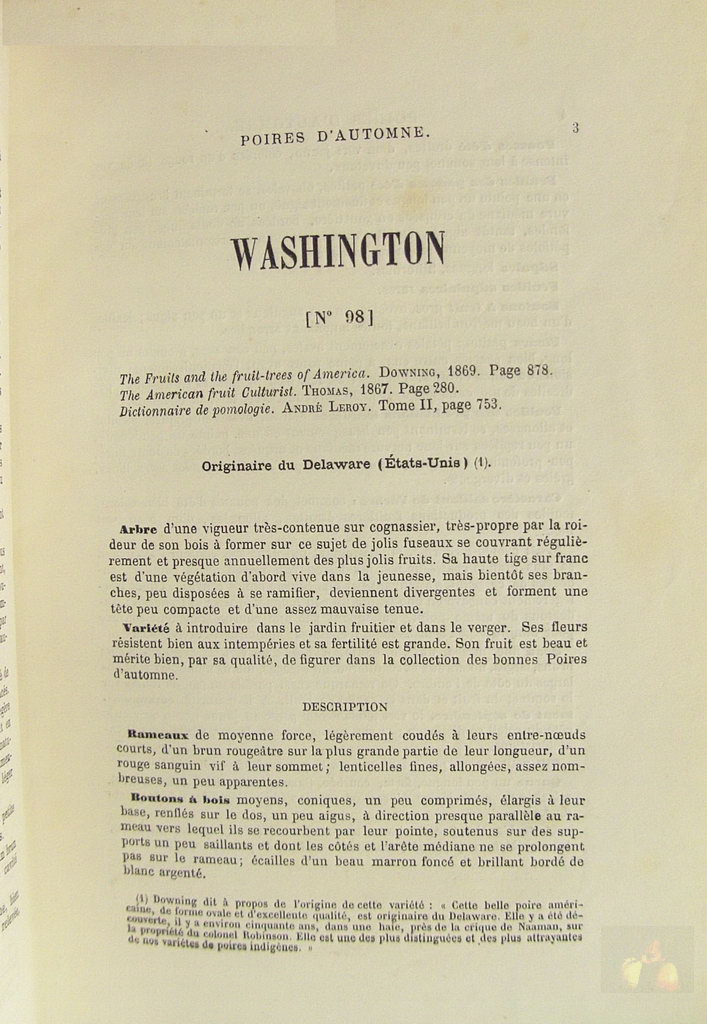 POIRES D'AUTOMNE.
3
WASHINGTON
[N° 98]
The Fruits and the fruit-trees of America. DOWNING, 1869. Page 878.
The American fruit Culturist. THOMAS, 1867. Page 280.
Dictionnaire de pomologie. ANDRÉ LEROY. Tome II, page 753.
Originaire du Delaware (États-Unis) (1).
Arbre d'une vigueur très-contenue sur cognassier, très-propre par la roi-
deur de son bois à former sur ce sujet de jolis fuseaux se couvrant réguliè-
rement et presque annuellement des plus jolis fruits. Sa haute tige sur franc
est d'une végétation d'abord vive dans la jeunesse, mais bientôt ses bran-
ches, peu disposées à se ramifier, deviennent divergentes et forment une
tête peu compacte et d'une assez mauvaise tenue.
Variété à introduire dans le jardin fruitier et dans le verger. Ses fleurs
résistent bien aux intempéries et sa fertilité est grande. Son fruit est beau et
mérite bien, par sa qualité, de figurer dans la collection des bonnes Poires
d'automne.
DESCRIPTION
Rameaux de moyenne force, légèrement coudés à leurs entre-nœuds
courts, d'un brun rougeâtre sur la plus grande partie de leur longueur, d'un
rouge sanguin vif à leur sommet; lenticelles fines, allongées, assez nom-
breuses, un peu apparentes.
Boutons à bois moyens, coniques, un peu comprimés, élargis à leur
base, renflés sur le dos, un peu aigus, à direction presque parallèle au ra-
meau vers lequel ils se recourbent par leur pointe, soutenus sur des sup-
ports un peu saillants et dont les côtés et l'arête médiane ne se prolongent
pas sur le rameau; écailles d'un beau marron foncé et brillant bordé de
blanc argenté.
(1) Downing dit à propos de l'origine de cette variété : « Cette belle poire améri-
caine, de forme ovale et d'excellente qualité, est originaire du Delaware. Elle y a été dé-
couverte, il y a environ cinquante ans, dans une haie, près de la crique de Naaman, sur
la propriété du colonel Robinson. Elle est une des plus distinguées et des plus attrayantes
de nos variétés de poires indigènes. »